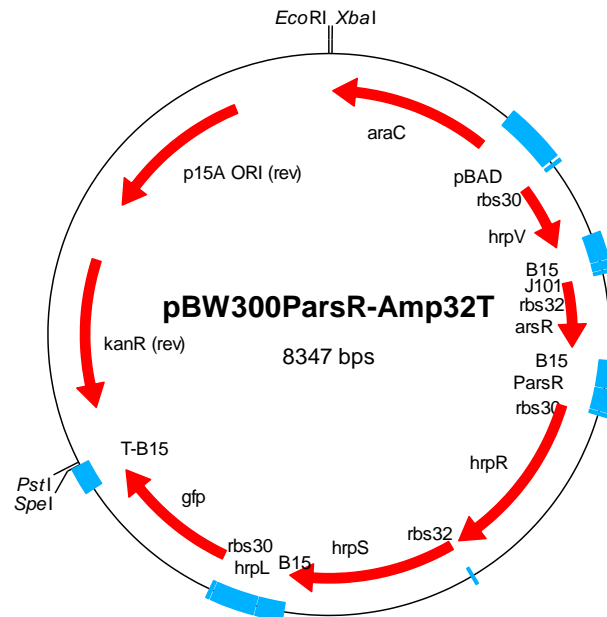 EcoRI XbaI
araC
p15A ORI (rev)
pBAD
rbs30
hrpV
B15
J101
rbs32
arsR
pBW300ParsR-Amp32T
kanR (rev)
8347 bps
B15
ParsR
rbs30
hrpR
T-B15
PstI
SpeI
gfp
rbs32
hrpS
rbs30
B15
hrpL